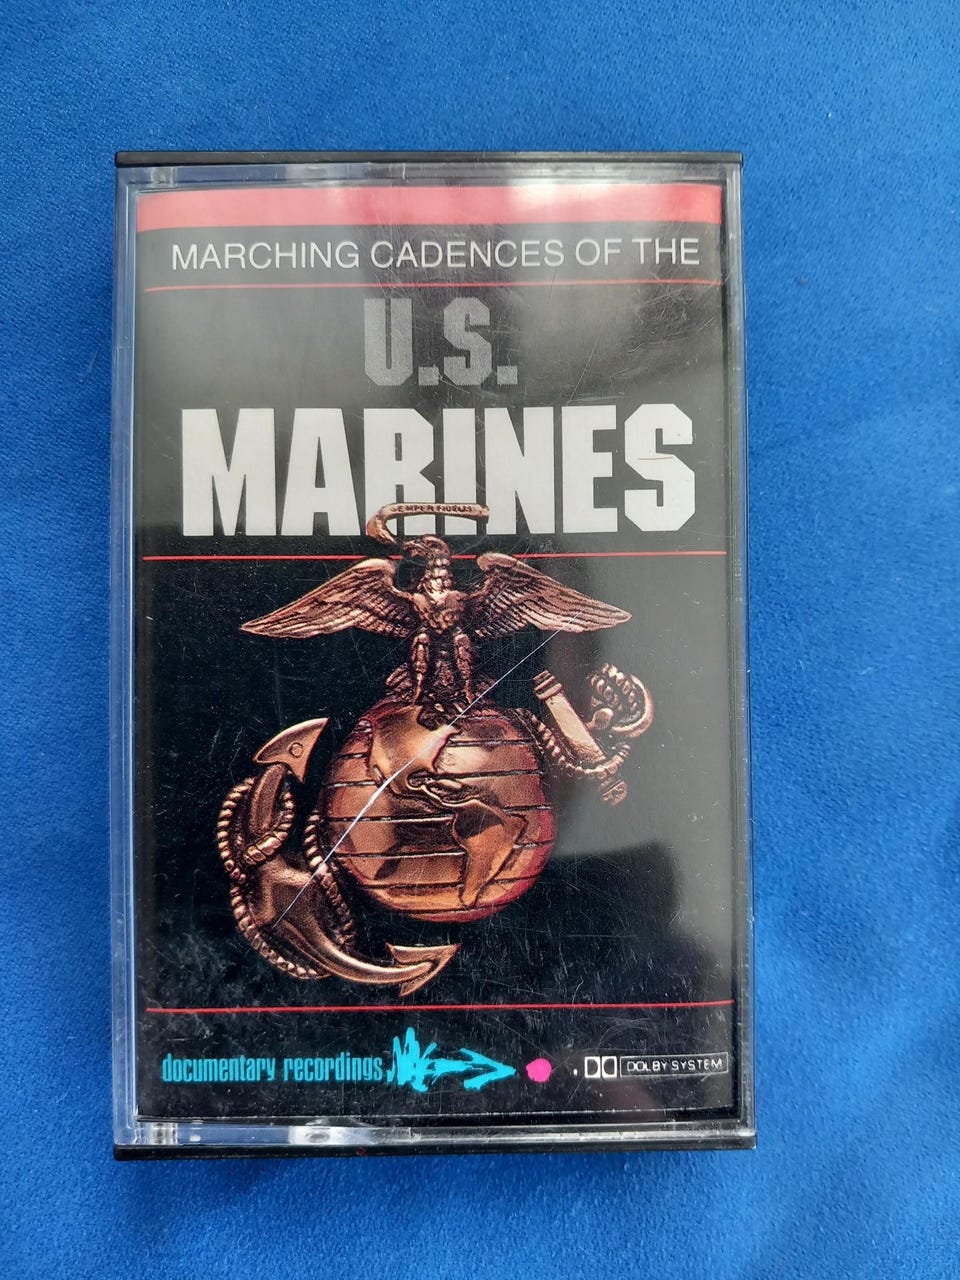 MARCHING CADENCES OF THE
U.S.
MARINES
SEMPER FIDELIS
documentary recordings
DOLBY SYSTEM